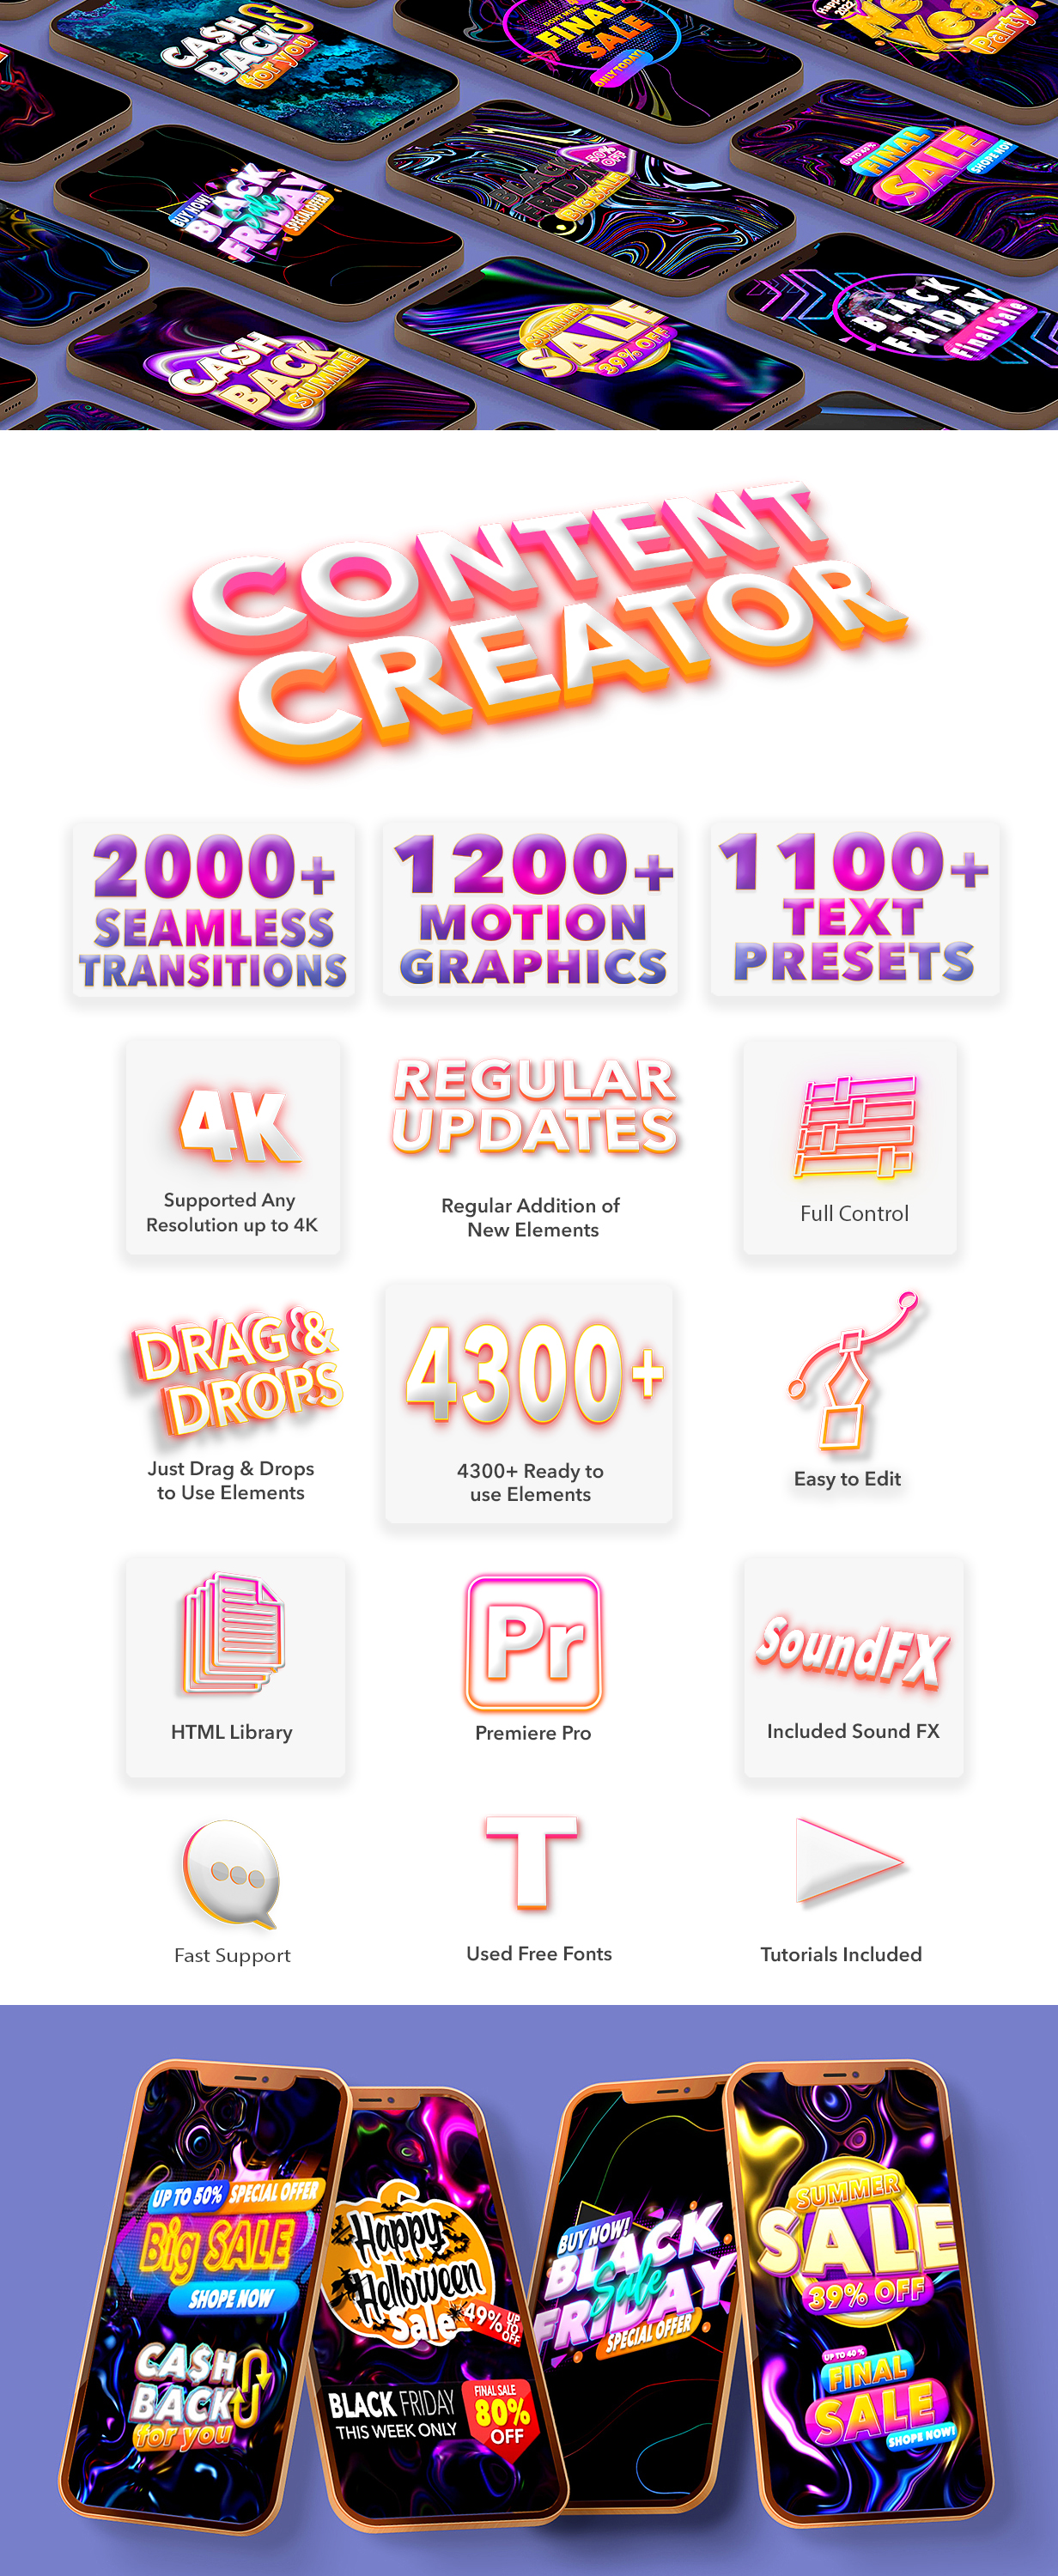 CASH
BACK
for you
FINAL
SALE
ONLY TODAY!
Happy
2022
New
Year
Party
BUY NOW!
BLACK
Sale
FRIDAY
SPECIAL OFFER
BLACK
FRIDAY
50%
OFF
BIG SALE
UP TO 60 %
FINAL
SALE
SHOPE NOW!
CASH
BACK
SUMMER
SUMMER
SALE
39% OFF
BLACK
FRIDAY
Final Sale
CONTENT
CREATOR
2000+
SEAMLESS
TRANSITIONS
1200+
MOTION
GRAPHICS
1100+
TEXT
PRESETS
4K
Supported Any
Resolution up to 4K
REGULAR
UPDATES
Regular Addition of
New Elements
Full Control
DRAG &
DROPS
Just Drag & Drops
to Use Elements
4300+
4300+ Ready to
use Elements
Easy to Edit
HTML Library
Pr
Premiere Pro
SoundFX
Included Sound FX
Fast Support
T
Used Free Fonts
Tutorials Included
UP TO 50% SPECIAL OFFER
Big SALE
SHOPE NOW
CASH
BACK
for you
Happy
Helloween
Sale
49% UP TO OFF
BLACK FRIDAY
THIS WEEK ONLY
FINAL SALE
80%
OFF
BUY NOW!
BLACK
Sale
FRIDAY
SPECIAL OFFER
SUMMER
SALE
39% OFF
UP TO 60 %
FINAL
SALE
SHOPE NOW!